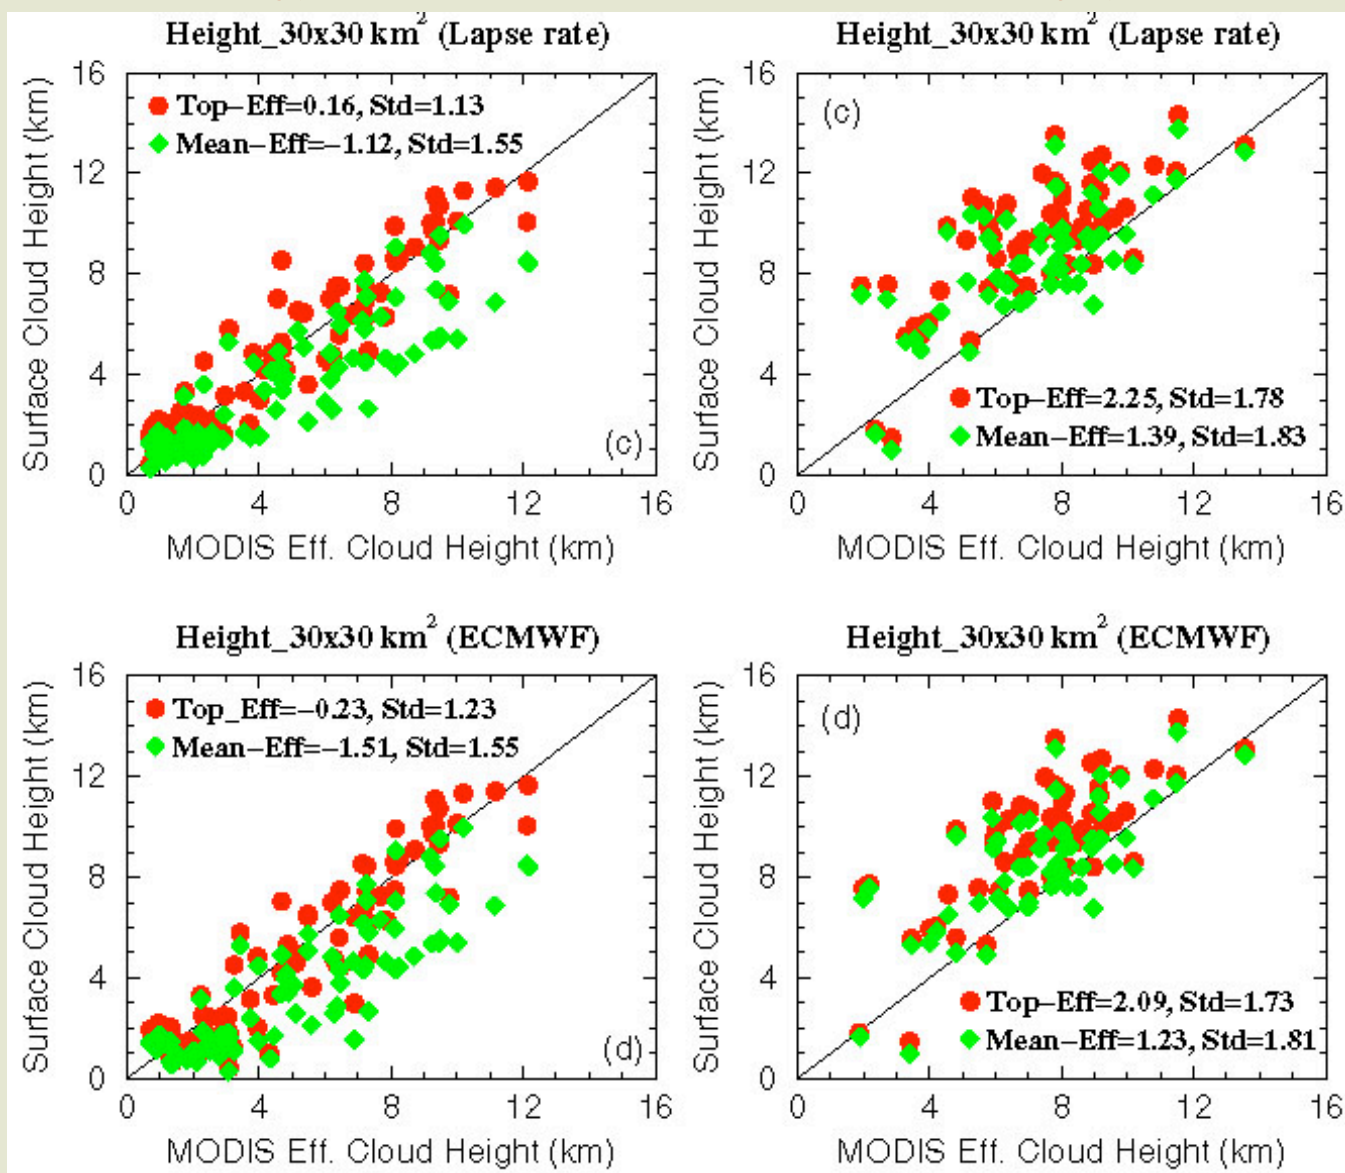 Height_30x30 km² (Lapse rate)
16
12
8
4
0
Surface Cloud Height (km)
Top−Eff=0.16, Std=1.13
Mean−Eff=−1.12, Std=1.55
(c)
0 4 8 12 16
MODIS Eff. Cloud Height (km)
Height_30x30 km² (Lapse rate)
16
12
8
4
0
Surface Cloud Height (km)
(c)
Top−Eff=2.25, Std=1.78
Mean−Eff=1.39, Std=1.83
0 4 8 12 16
MODIS Eff. Cloud Height (km)
Height_30x30 km² (ECMWF)
16
12
8
4
0
Surface Cloud Height (km)
Top_Eff=−0.23, Std=1.23
Mean−Eff=−1.51, Std=1.55
(d)
0 4 8 12 16
MODIS Eff. Cloud Height (km)
Height_30x30 km² (ECMWF)
16
12
8
4
0
Surface Cloud Height (km)
(d)
Top−Eff=2.09, Std=1.73
Mean−Eff=1.23, Std=1.81
0 4 8 12 16
MODIS Eff. Cloud Height (km)